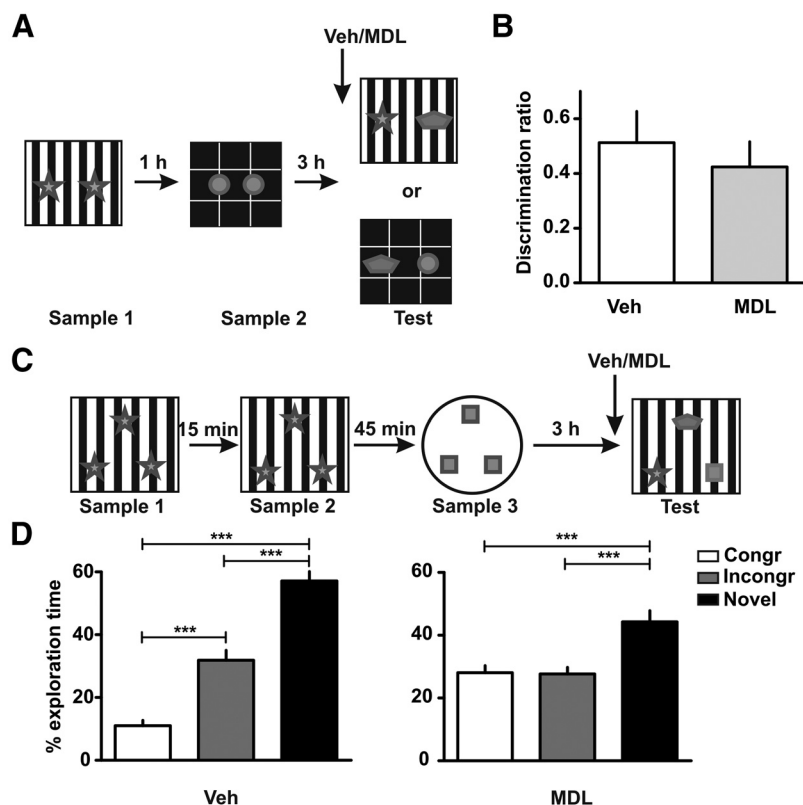 A
Veh/MDL
1 h
3 h
or
Sample 1
Sample 2
Test
B
Discrimination ratio
0.6
0.4
0.2
0.0
Veh
MDL
C
Veh/MDL
15 min
45 min
3 h
Sample 1
Sample 2
Sample 3
Test
D
% exploration time
60
40
20
0
***
***
***
Veh
60
40
20
0
***
***
MDL
Congr
Incongr
Novel